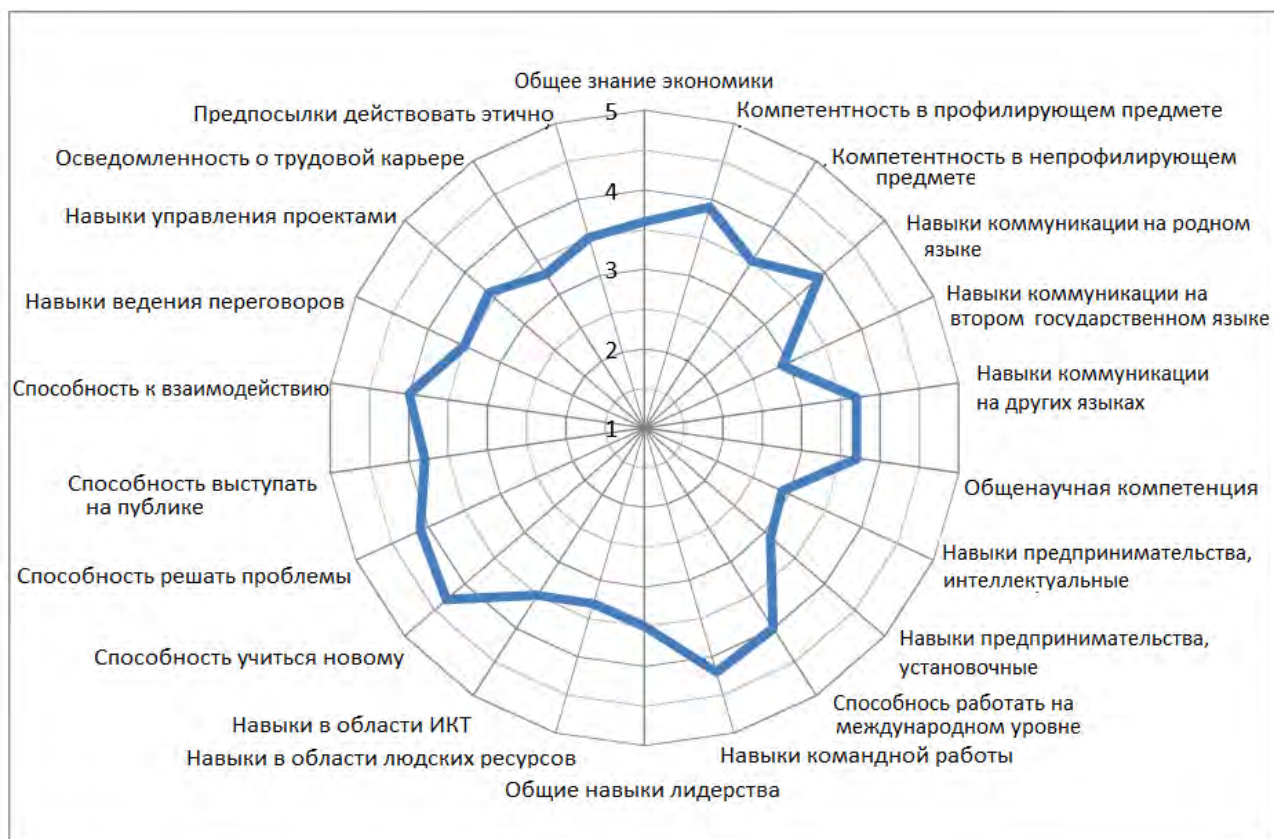 Общее знание экономики
Предпосылки действовать этично
5
Компетентность в профилирующем предмете
Осведомленность о трудовой карьере
Компетентность в непрофилирующем
предмете
4
Навыки управления проектами
Навыки коммуникации на родном
языке
3
Навыки ведения переговоров
Навыки коммуникации на
втором государственном языке
2
Способность к взаимодействию
Навыки коммуникации
на других языках
1
Способность выступать
на публике
Общенаучная компетенция
Способность решать проблемы
Навыки предпринимательства,
интеллектуальные
Способность учиться новому
Навыки предпринимательства,
установочные
Навыки в области ИКТ
Способнось работать на
международном уровне
Навыки в области людских ресурсов
Навыки командной работы
Общие навыки лидерства